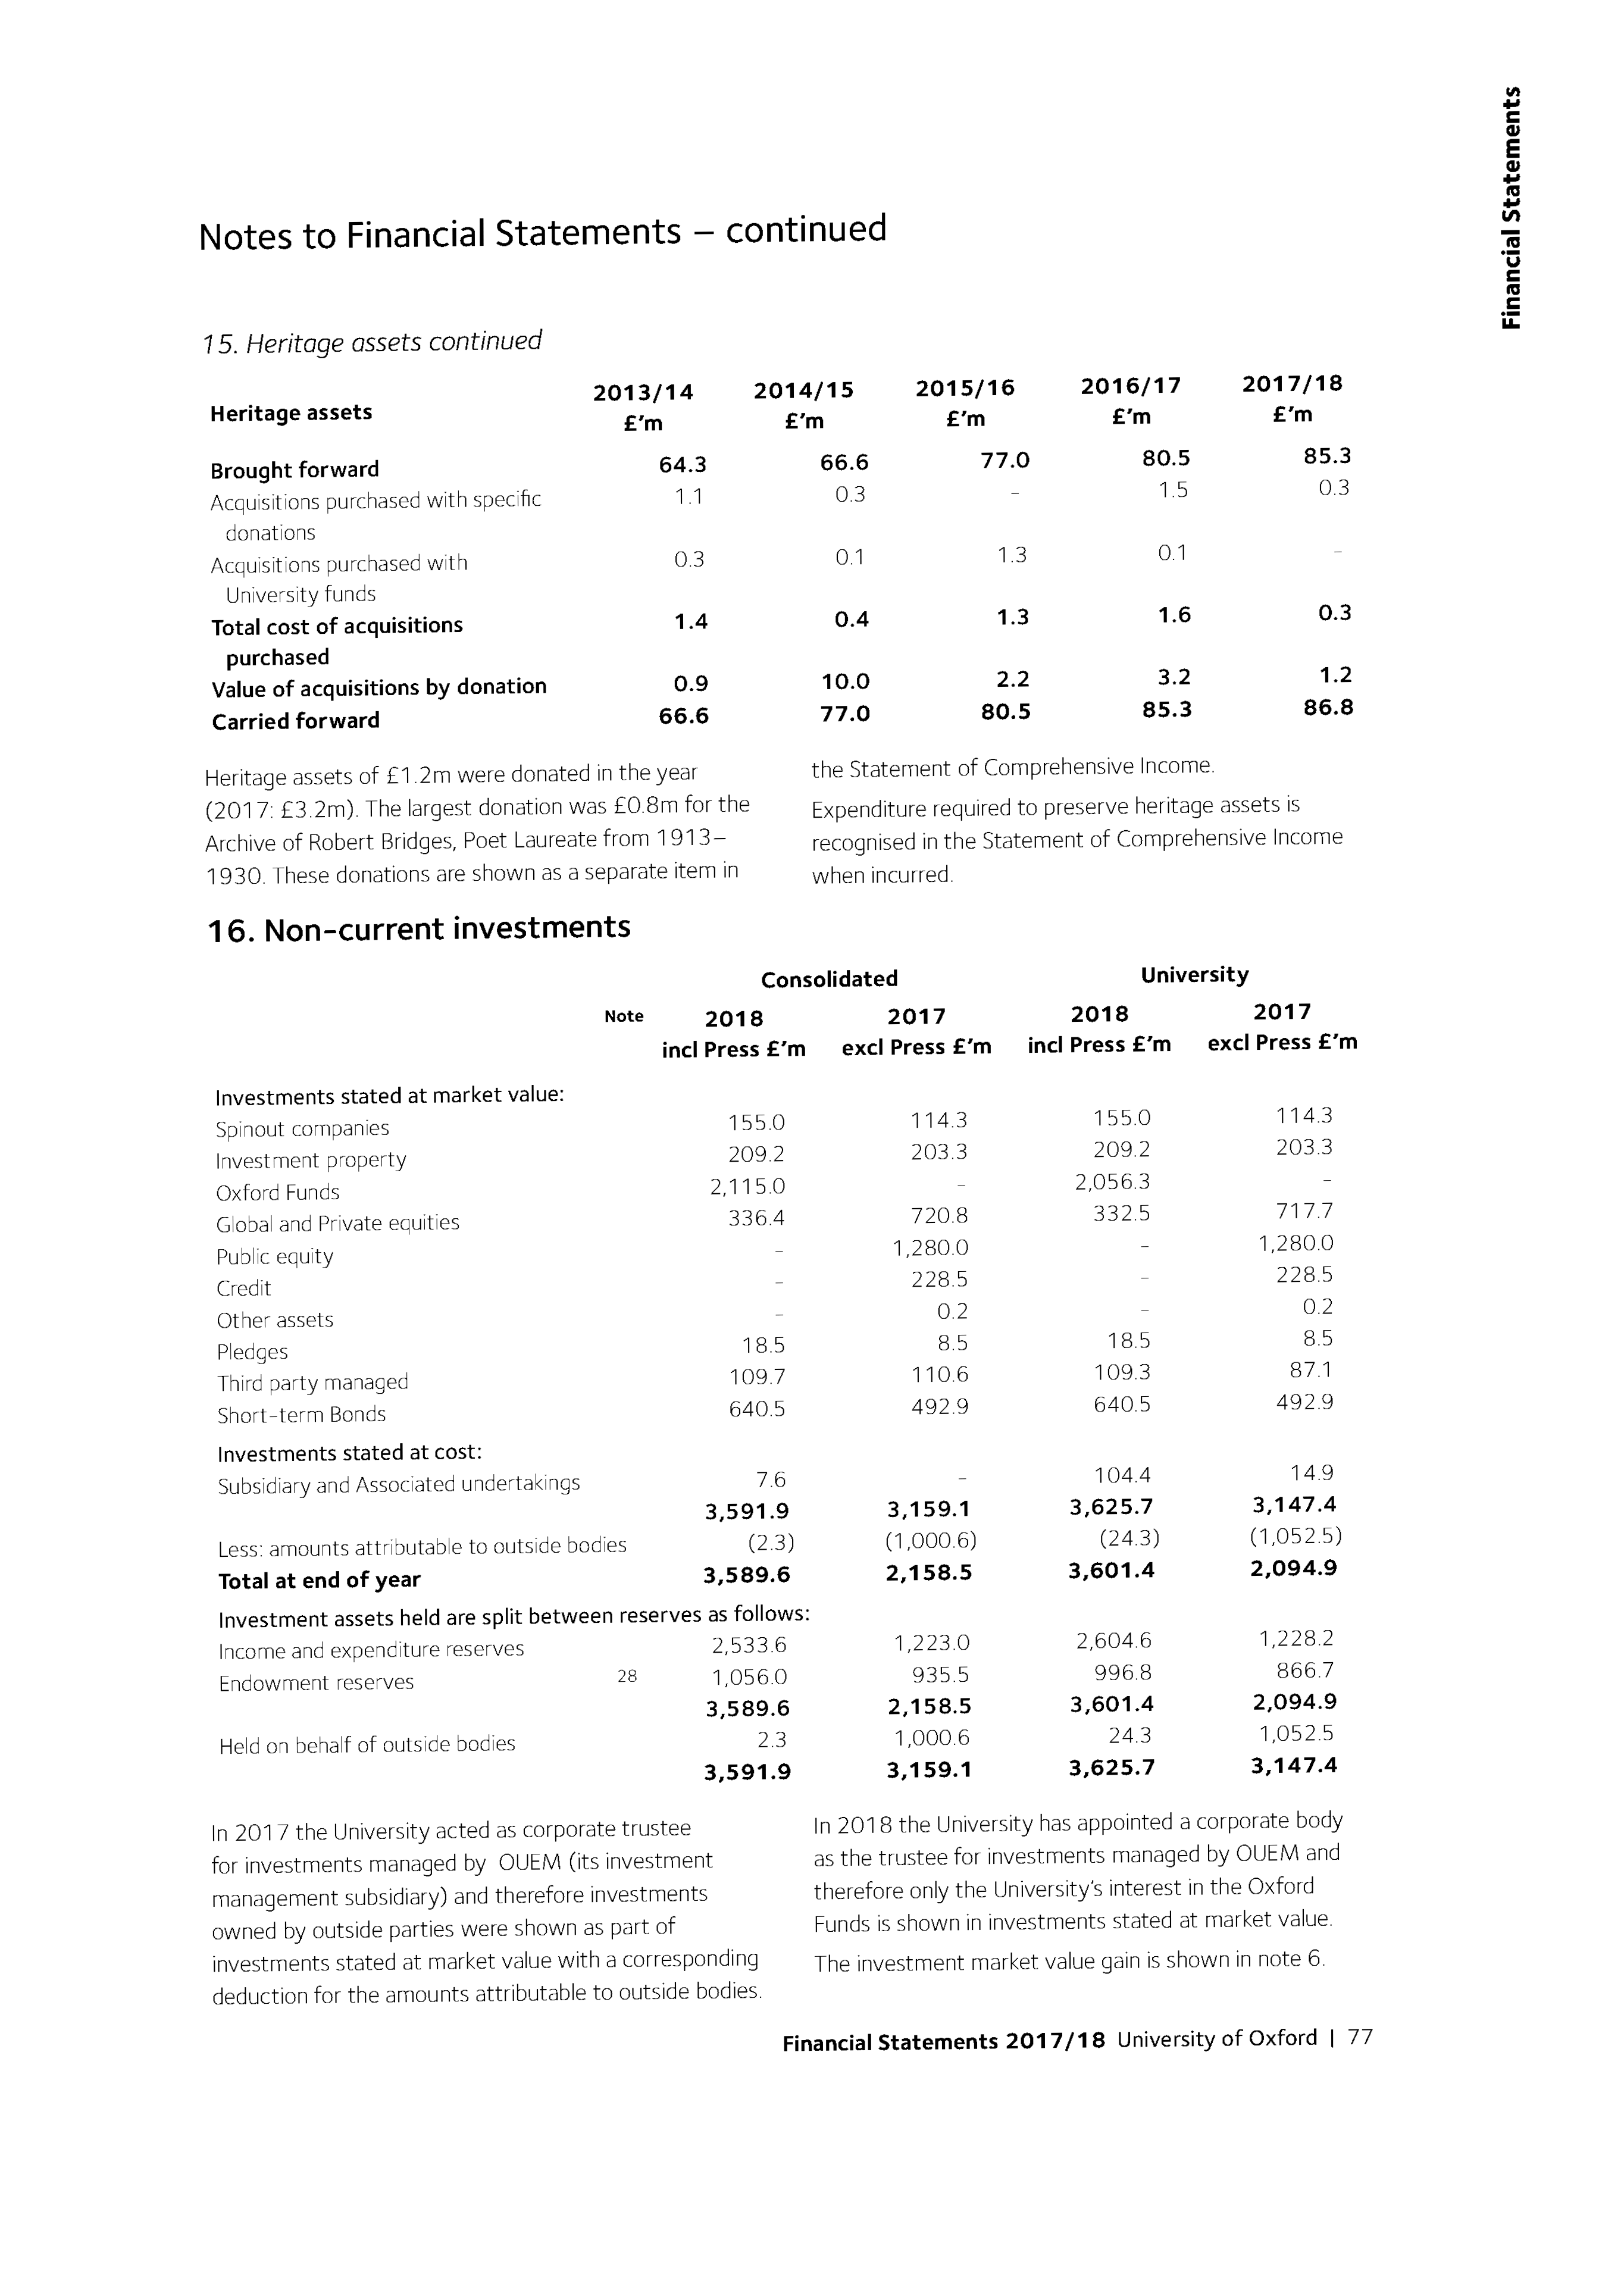 Financial Statements
Notes to Financial Statements – continued
15. Heritage assets continued
Heritage assets 2013/14 £'m 2014/15 £'m 2015/16 £'m 2016/17 £'m 2017/18 £'m
Brought forward 64.3 66.6 77.0 80.5 85.3
Acquisitions purchased with specific 1.1 0.3 – 1.5 0.3
donations
Acquisitions purchased with 0.3 0.1 1.3 0.1 –
University funds
Total cost of acquisitions 1.4 0.4 1.3 1.6 0.3
purchased
Value of acquisitions by donation 0.9 10.0 2.2 3.2 1.2
Carried forward 66.6 77.0 80.5 85.3 86.8
Heritage assets of £1.2m were donated in the year
(2017: £3.2m). The largest donation was £0.8m for the
Archive of Robert Bridges, Poet Laureate from 1913–
1930. These donations are shown as a separate item in
the Statement of Comprehensive Income.
Expenditure required to preserve heritage assets is
recognised in the Statement of Comprehensive Income
when incurred.
16. Non-current investments
Consolidated University
Note 2018 2017 2018 2017
incl Press £'m excl Press £'m incl Press £'m excl Press £'m
Investments stated at market value:
Spinout companies 155.0 114.3 155.0 114.3
Investment property 209.2 203.3 209.2 203.3
Oxford Funds 2,115.0 – 2,056.3 –
Global and Private equities 336.4 720.8 332.5 717.7
Public equity – 1,280.0 – 1,280.0
Credit – 228.5 – 228.5
Other assets – 0.2 – 0.2
Pledges 18.5 8.5 18.5 8.5
Third party managed 109.7 110.6 109.3 87.1
Short-term Bonds 640.5 492.9 640.5 492.9
Investments stated at cost:
Subsidiary and Associated undertakings 7.6 – 104.4 14.9
3,591.9 3,159.1 3,625.7 3,147.4
Less: amounts attributable to outside bodies (2.3) (1,000.6) (24.3) (1,052.5)
Total at end of year 3,589.6 2,158.5 3,601.4 2,094.9
Investment assets held are split between reserves as follows:
Income and expenditure reserves 2,533.6 1,223.0 2,604.6 1,228.2
Endowment reserves 28 1,056.0 935.5 996.8 866.7
3,589.6 2,158.5 3,601.4 2,094.9
Held on behalf of outside bodies 2.3 1,000.6 24.3 1,052.5
3,591.9 3,159.1 3,625.7 3,147.4
In 2017 the University acted as corporate trustee
for investments managed by OUEM (its investment
management subsidiary) and therefore investments
owned by outside parties were shown as part of
investments stated at market value with a corresponding
deduction for the amounts attributable to outside bodies.
In 2018 the University has appointed a corporate body
as the trustee for investments managed by OUEM and
therefore only the University's interest in the Oxford
Funds is shown in investments stated at market value.
The investment market value gain is shown in note 6.
Financial Statements 2017/18 University of Oxford | 77